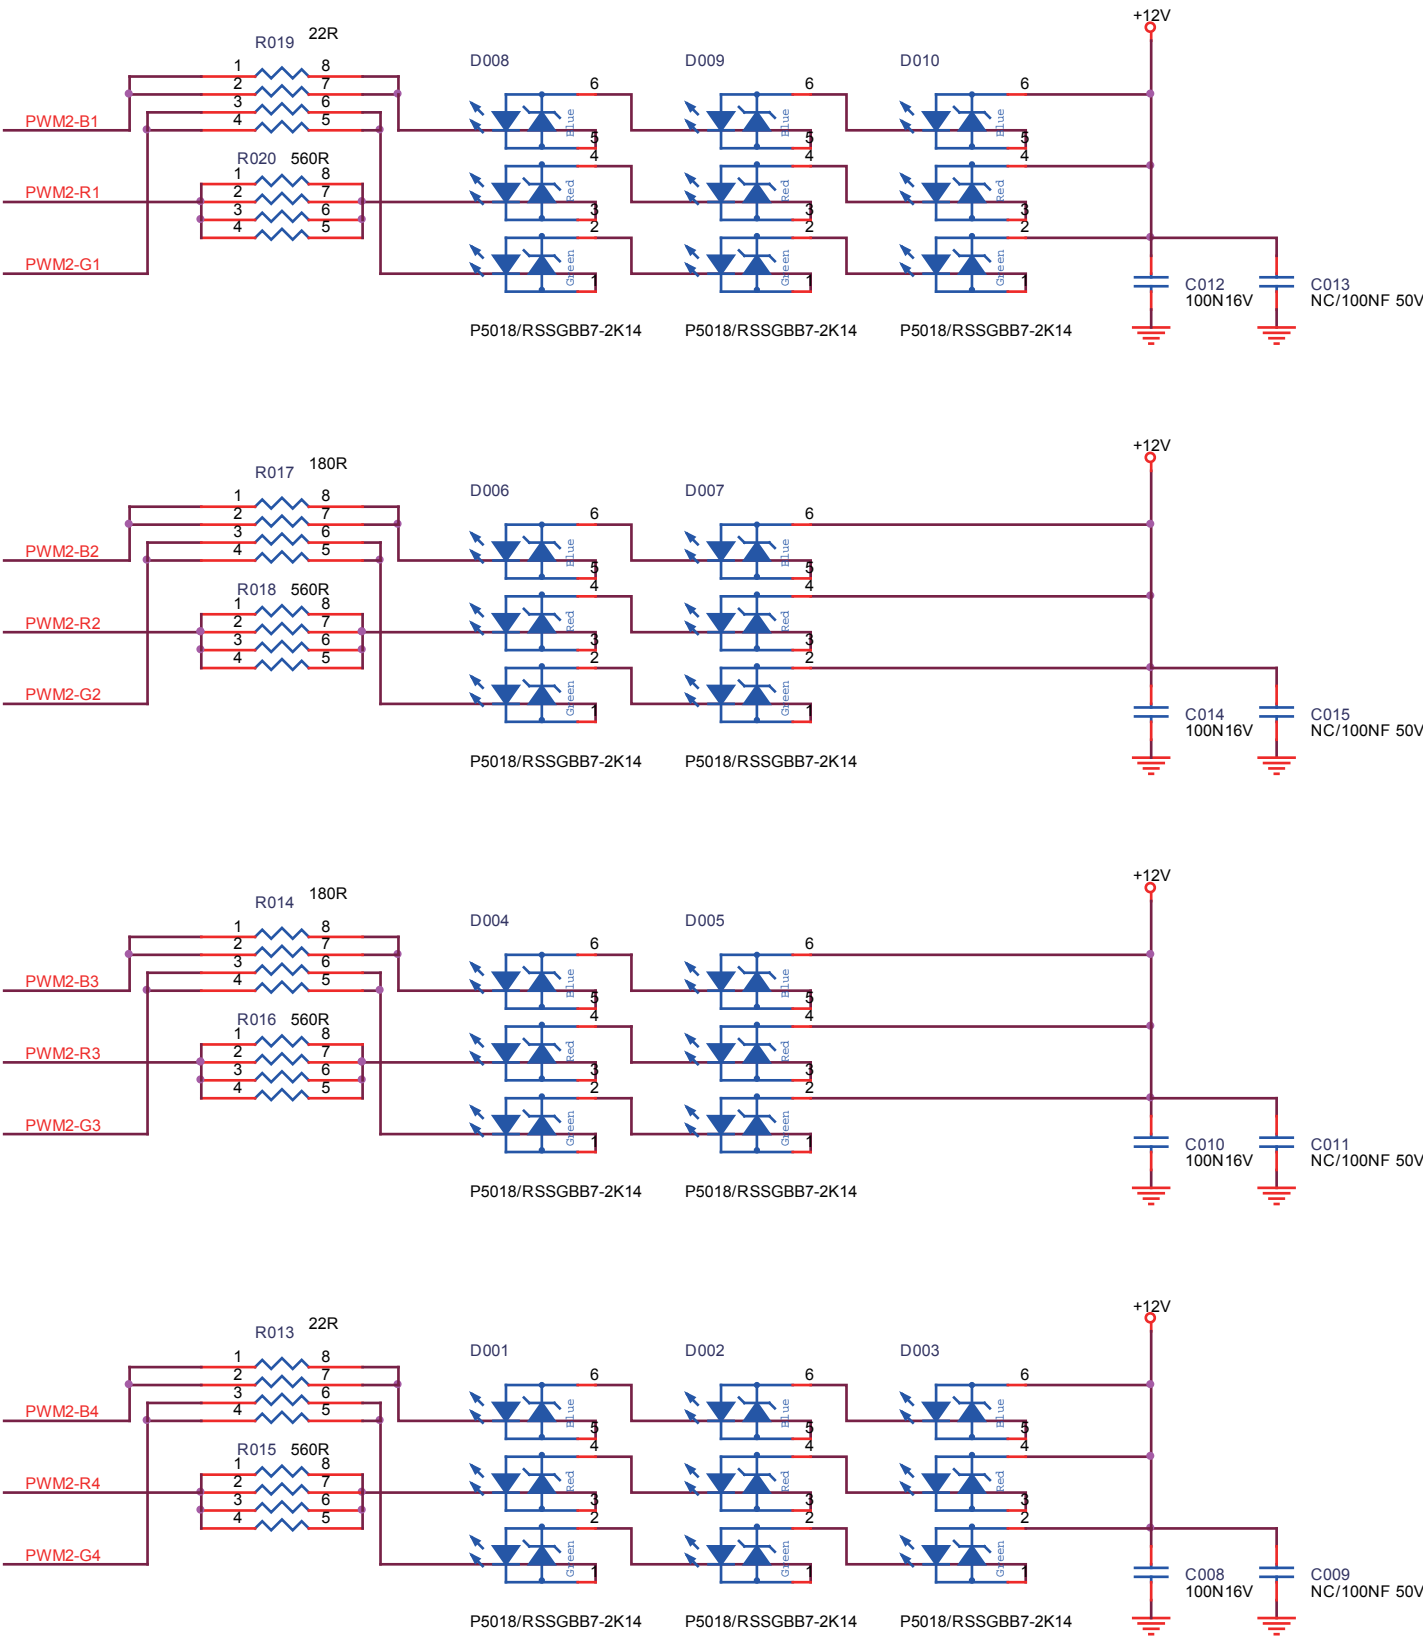 +12V
R019 22R
D008 D009 D010
1 8 6 6 6
2 7
3 6
4 5
PWM2-B1
Blue Blue Blue
5 5 5
R020 560R
4 4 4
1 8
2 7
3 6
4 5
PWM2-R1
Red Red Red
3 3 3
2 2 2
PWM2-G1
Green Green Green
1 1 1
C012 C013
100N16V NC/100NF 50V
P5018/RSSGBB7-2K14 P5018/RSSGBB7-2K14 P5018/RSSGBB7-2K14
+12V
R017 180R
D006 D007
1 8 6 6
2 7
3 6
4 5
PWM2-B2
Blue Blue
5 5
R018 560R
4 4
1 8
2 7
3 6
4 5
PWM2-R2
Red Red
3 3
2 2
PWM2-G2
Green Green
1 1
C014 C015
100N16V NC/100NF 50V
P5018/RSSGBB7-2K14 P5018/RSSGBB7-2K14
+12V
R014 180R
D004 D005
1 8 6 6
2 7
3 6
4 5
PWM2-B3
Blue Blue
5 5
R016 560R
4 4
1 8
2 7
3 6
4 5
PWM2-R3
Red Red
3 3
2 2
PWM2-G3
Green Green
1 1
C010 C011
100N16V NC/100NF 50V
P5018/RSSGBB7-2K14 P5018/RSSGBB7-2K14
+12V
R013 22R
D001 D002 D003
1 8 6 6 6
2 7
3 6
4 5
PWM2-B4
Blue Blue Blue
5 5 5
R015 560R
4 4 4
1 8
2 7
3 6
4 5
PWM2-R4
Red Red Red
3 3 3
2 2 2
PWM2-G4
Green Green Green
1 1 1
C008 C009
100N16V NC/100NF 50V
P5018/RSSGBB7-2K14 P5018/RSSGBB7-2K14 P5018/RSSGBB7-2K14